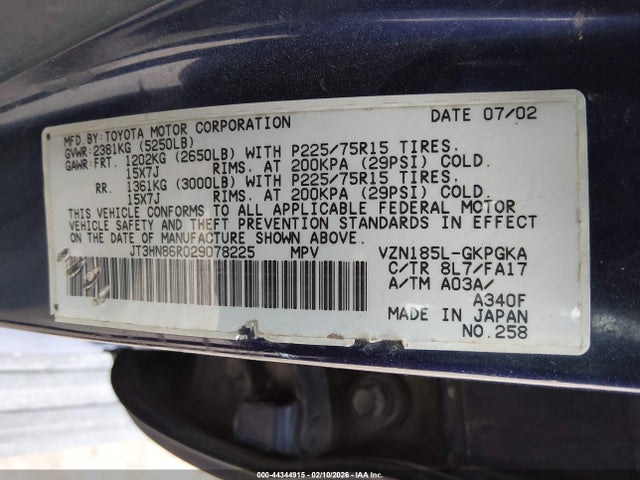 DATE 07/02
MFD BY:TOYOTA MOTOR CORPORATION
GVWR:2381KG (5250LB)
GAWR:FRT. 1202KG (2650LB) WITH P225/75R15 TIRES.
15X7J RIMS. AT 200KPA (29PSI) COLD.
RR. 1361KG (3000LB) WITH P225/75R15 TIRES.
15X7J RIMS. AT 200KPA (29PSI) COLD.
THIS VEHICLE CONFORMS TO ALL APPLICABLE FEDERAL MOTOR
VEHICLE SAFETY AND THEFT PREVENTION STANDARDS IN EFFECT
ON THE DATE OF MANUFACTURE SHOWN ABOVE.
JT3HN86R029078225 MPV VZN185L-GKPGKA
C/TR 8L7/FA17
A/TM A03A/
A340F
MADE IN JAPAN
NO.258
000-44344915 - 02/10/2026 - IAA Inc.